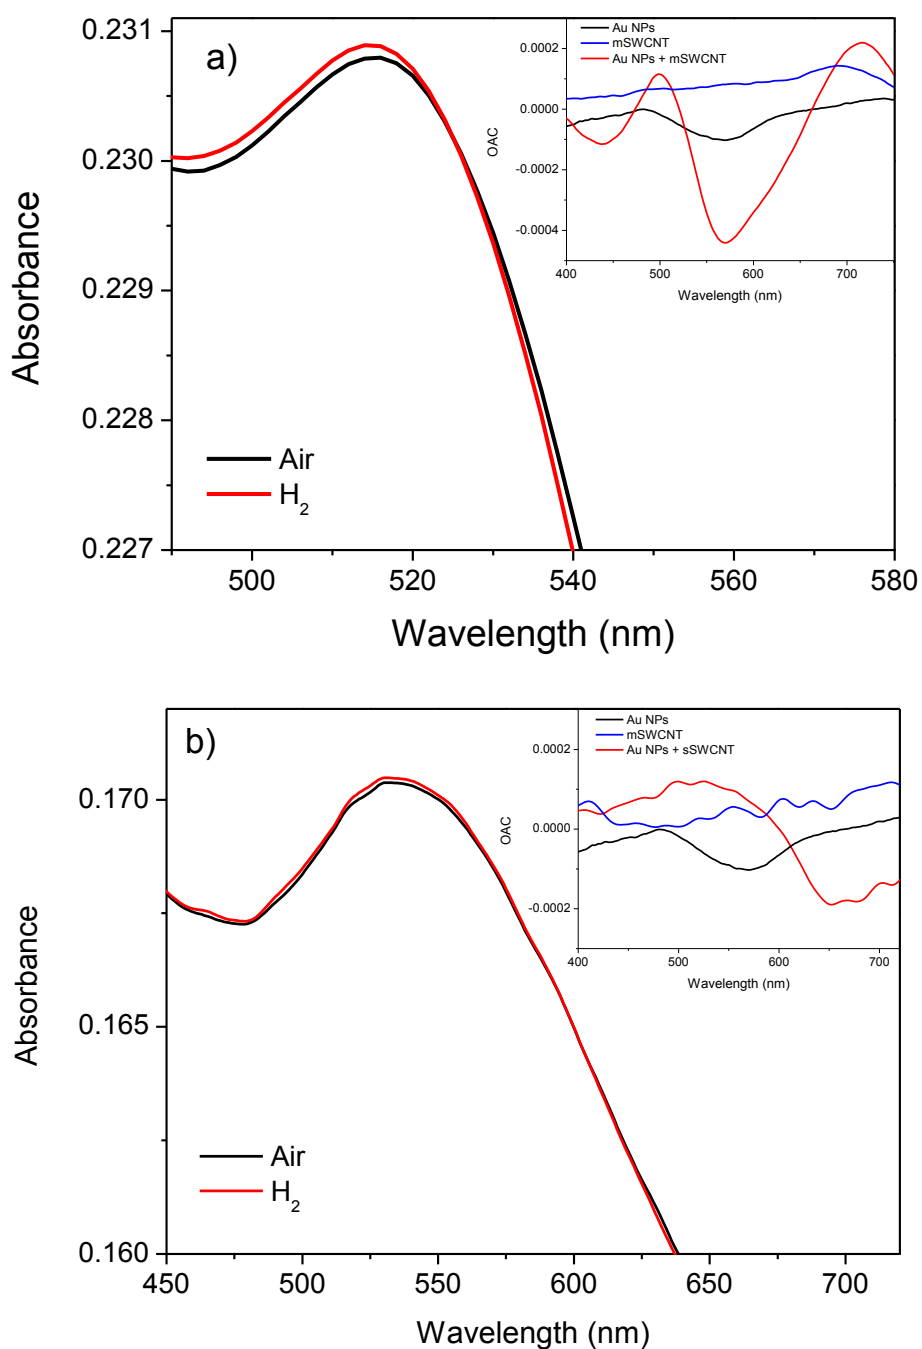 a)
0.231
0.230
0.229
0.228
0.227
Absorbance
500 520 540 560 580
Wavelength (nm)
Air
H2
Au NPs
mSWCNT
Au NPs + mSWCNT
0.0002
0.0000
-0.0002
-0.0004
OAC
400 500 600 700
Wavelength (nm)
b)
0.170
0.165
0.160
Absorbance
450 500 550 600 650 700
Wavelength (nm)
Air
H2
Au NPs
mSWCNT
Au NPs + sSWCNT
0.0002
0.0000
-0.0002
OAC
400 500 600 700
Wavelength (nm)